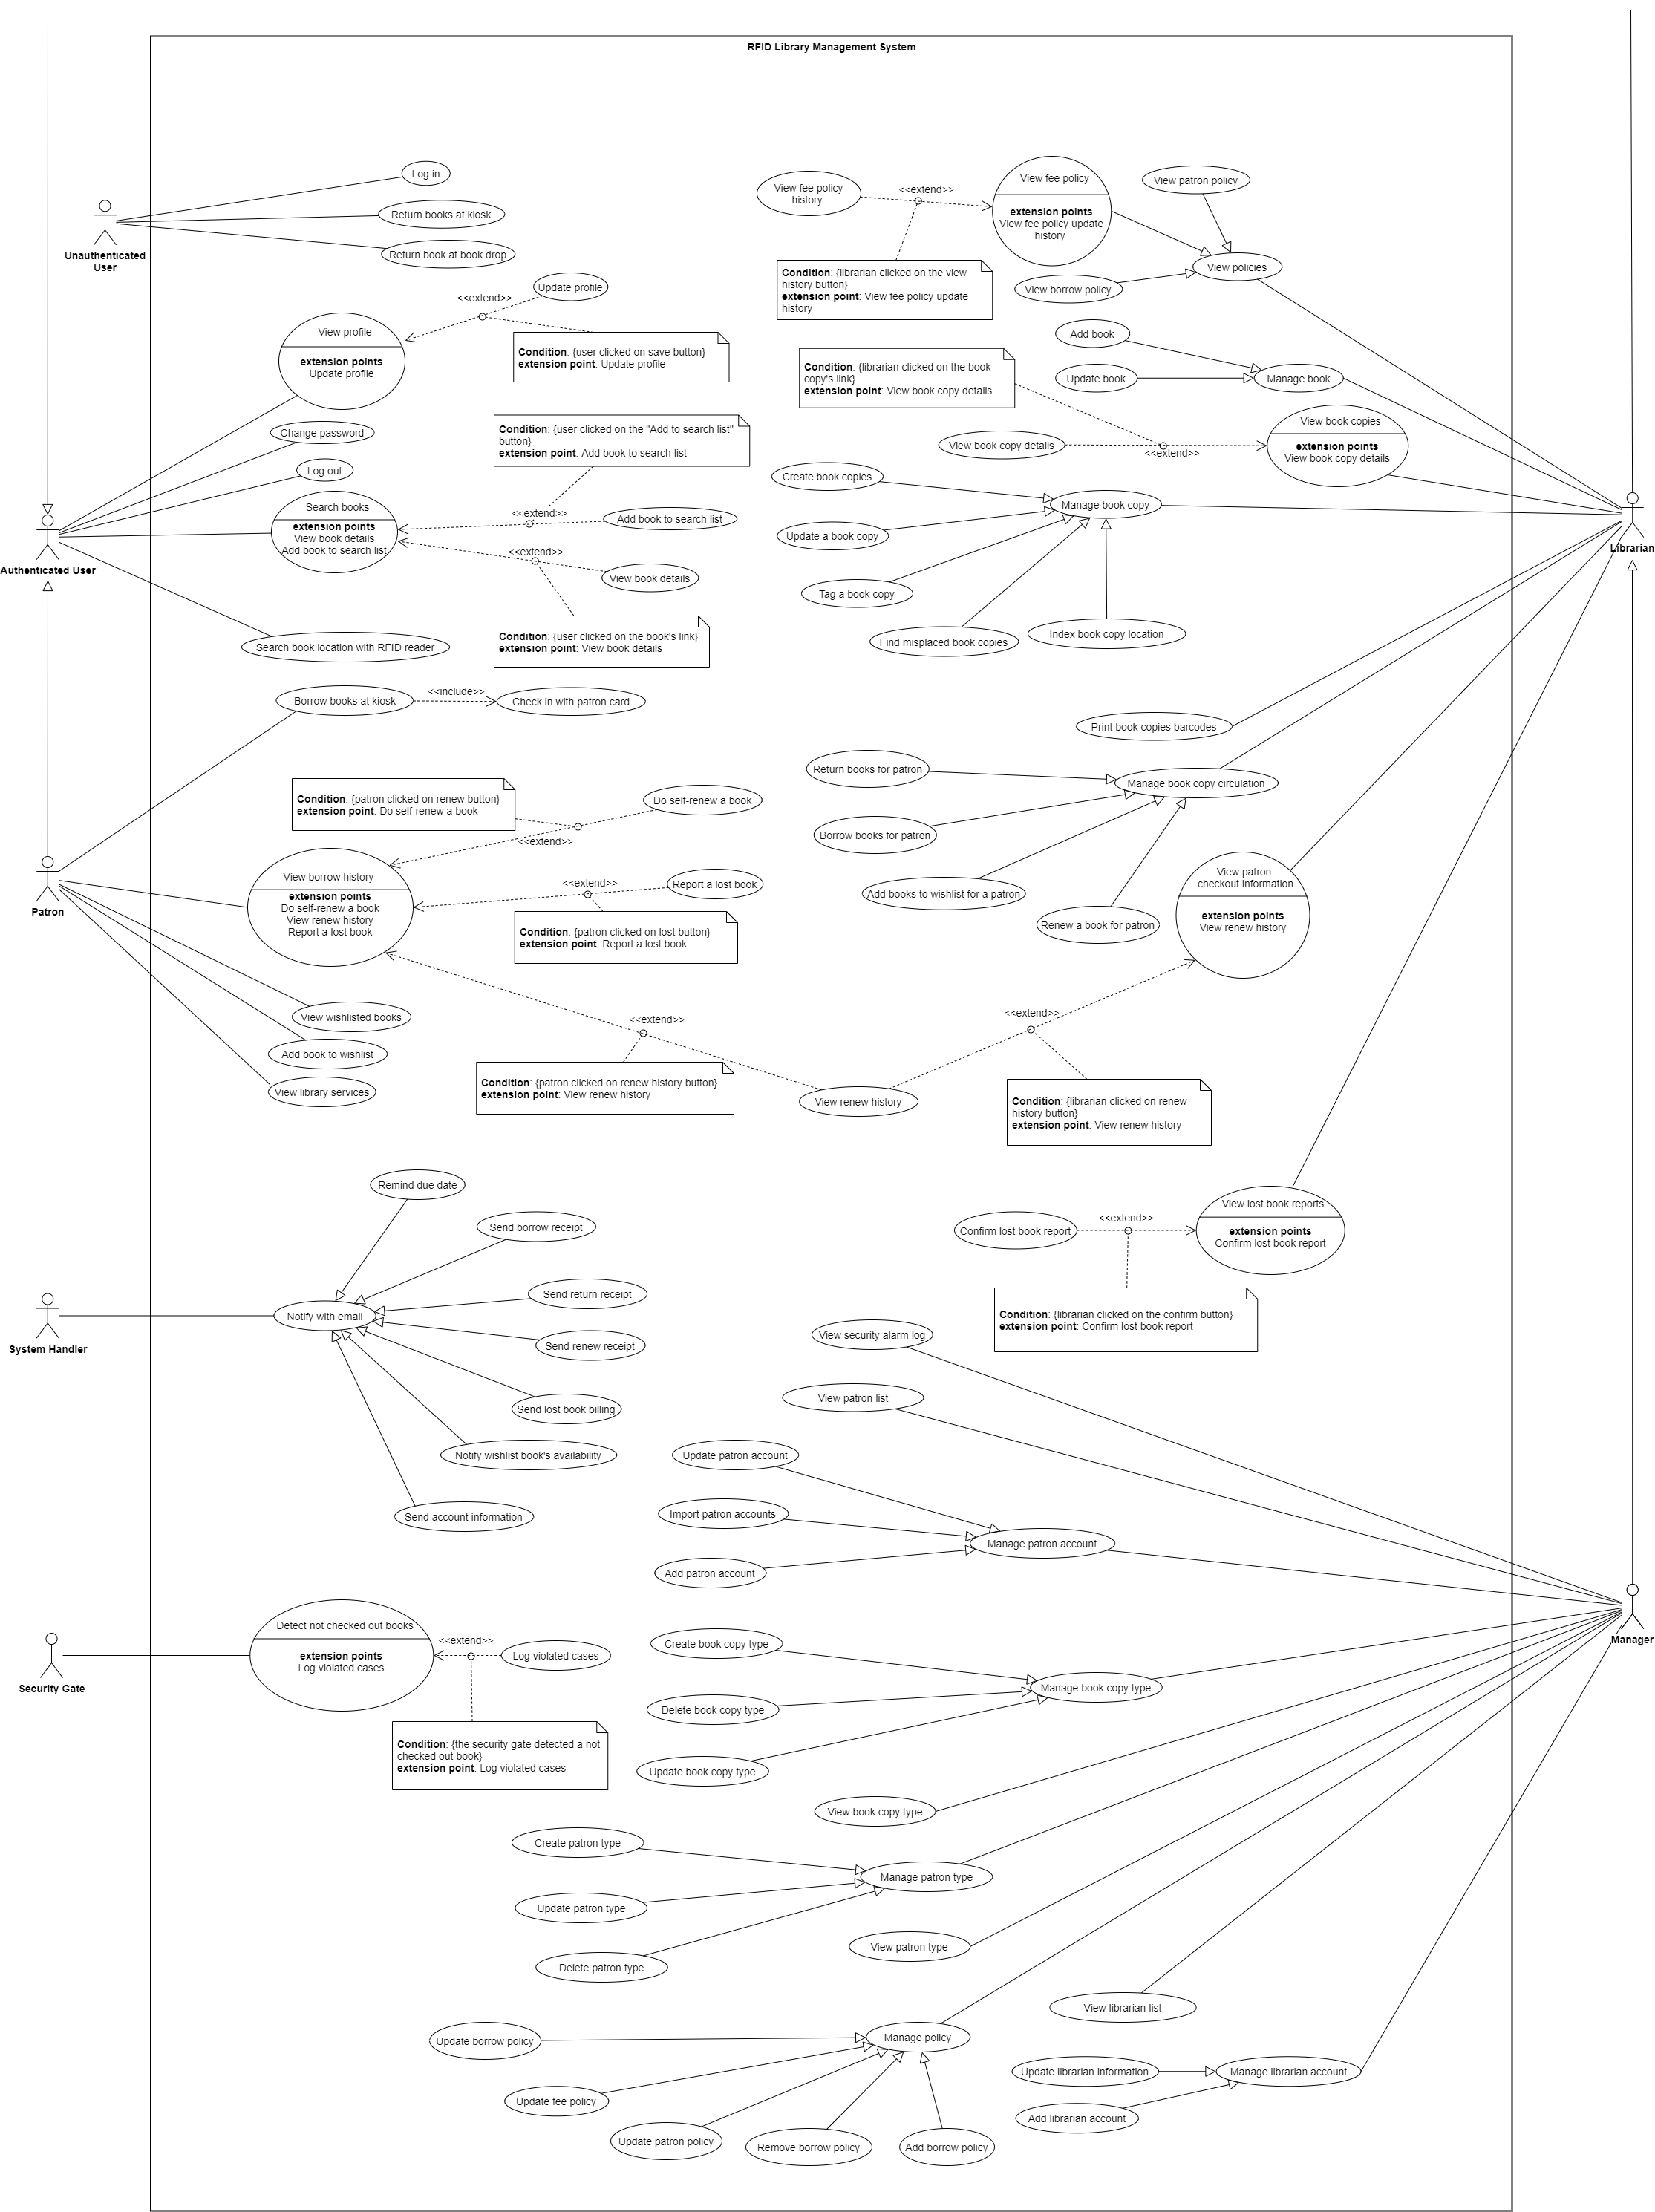 RFID Library Management System
Log in
Return books at kiosk
Return book at book drop
Unauthenticated
User
Update profile
<<extend>>
View profile
extension points
Update profile
Condition: {user clicked on save button}
extension point: Update profile
Change password
Log out
Condition: {user clicked on the "Add to search list"
button}
extension point: Add book to search list
Search books
extension points
View book details
Add book to search list
<<extend>>
Add book to search list
<<extend>>
View book details
Condition: {user clicked on the book's link}
extension point: View book details
Authenticated User
Search book location with RFID reader
Borrow books at kiosk
<<include>>
Check in with patron card
Condition: {patron clicked on renew button}
extension point: Do self-renew a book
Do self-renew a book
<<extend>>
View borrow history
extension points
Do self-renew a book
View renew history
Report a lost book
<<extend>>
Report a lost book
Condition: {patron clicked on lost button}
extension point: Report a lost book
Patron
View wishlisted books
Add book to wishlist
View library services
<<extend>>
Condition: {patron clicked on renew history button}
extension point: View renew history
View renew history
<<extend>>
Condition: {librarian clicked on renew
history button}
extension point: View renew history
View fee policy
history
<<extend>>
View fee policy
extension points
View fee policy update
history
View patron policy
Condition: {librarian clicked on the view
history button}
extension point: View fee policy update
history
View borrow policy
View policies
Add book
Update book
Manage book
Condition: {librarian clicked on the book
copy's link}
extension point: View book copy details
View book copy details
<<extend>>
View book copies
extension points
View book copy details
Create book copies
Manage book copy
Update a book copy
Tag a book copy
Find misplaced book copies
Index book copy location
Librarian
Print book copies barcodes
Return books for patron
Manage book copy circulation
Borrow books for patron
Add books to wishlist for a patron
Renew a book for patron
View patron
checkout information
extension points
View renew history
View lost book reports
extension points
Confirm lost book report
<<extend>>
Confirm lost book report
Condition: {librarian clicked on the confirm button}
extension point: Confirm lost book report
Remind due date
Send borrow receipt
Send return receipt
Notify with email
Send renew receipt
Send lost book billing
Notify wishlist book's availability
Send account information
System Handler
View security alarm log
View patron list
Update patron account
Import patron accounts
Manage patron account
Add patron account
Detect not checked out books
extension points
Log violated cases
<<extend>>
Log violated cases
Condition: {the security gate detected a not
checked out book}
extension point: Log violated cases
Security Gate
Manager
Create book copy type
Manage book copy type
Delete book copy type
Update book copy type
View book copy type
Create patron type
Manage patron type
Update patron type
View patron type
Delete patron type
View librarian list
Update borrow policy
Manage policy
Update fee policy
Update patron policy
Remove borrow policy
Add borrow policy
Update librarian information
Manage librarian account
Add librarian account